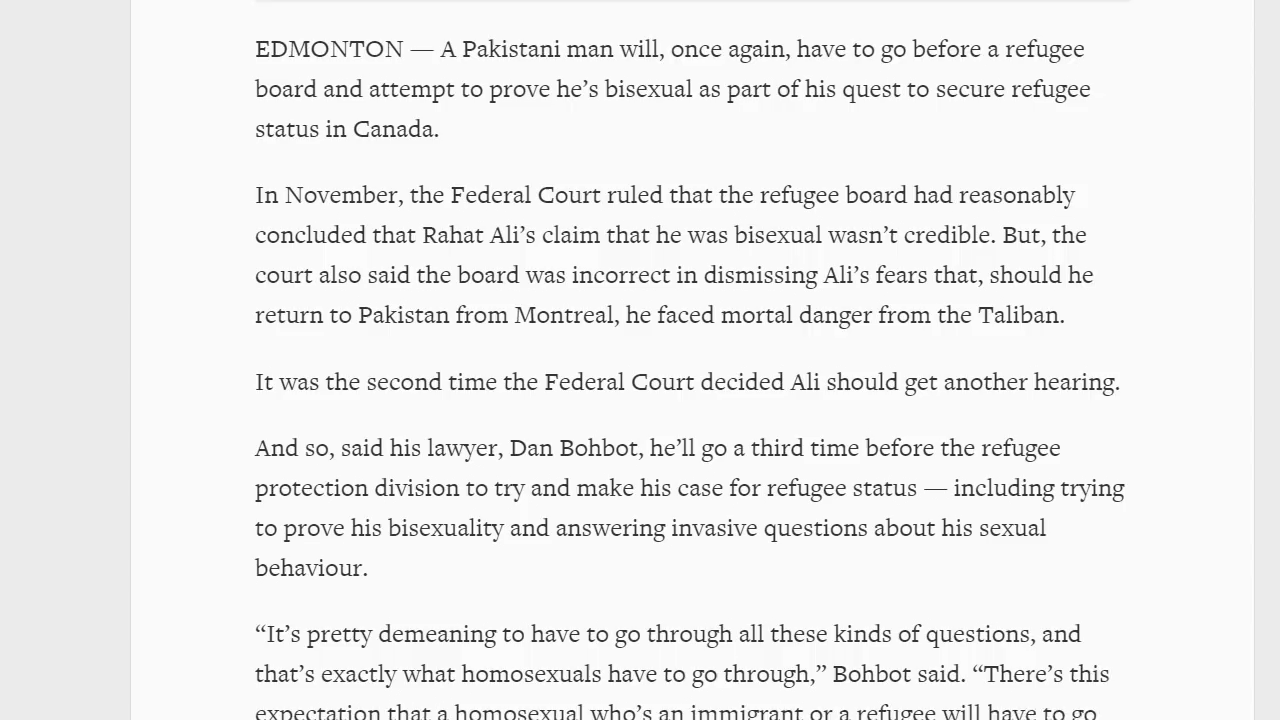 EDMONTON — A Pakistani man will, once again, have to go before a refugee
board and attempt to prove he’s bisexual as part of his quest to secure refugee
status in Canada.
In November, the Federal Court ruled that the refugee board had reasonably
concluded that Rahat Ali’s claim that he was bisexual wasn’t credible. But, the
court also said the board was incorrect in dismissing Ali’s fears that, should he
return to Pakistan from Montreal, he faced mortal danger from the Taliban.
It was the second time the Federal Court decided Ali should get another hearing.
And so, said his lawyer, Dan Bohbot, he’ll go a third time before the refugee
protection division to try and make his case for refugee status — including trying
to prove his bisexuality and answering invasive questions about his sexual
behaviour.
“It’s pretty demeaning to have to go through all these kinds of questions, and
that’s exactly what homosexuals have to go through,” Bohbot said. “There’s this
expectation that a homosexual who’s an immigrant or a refugee will have to go